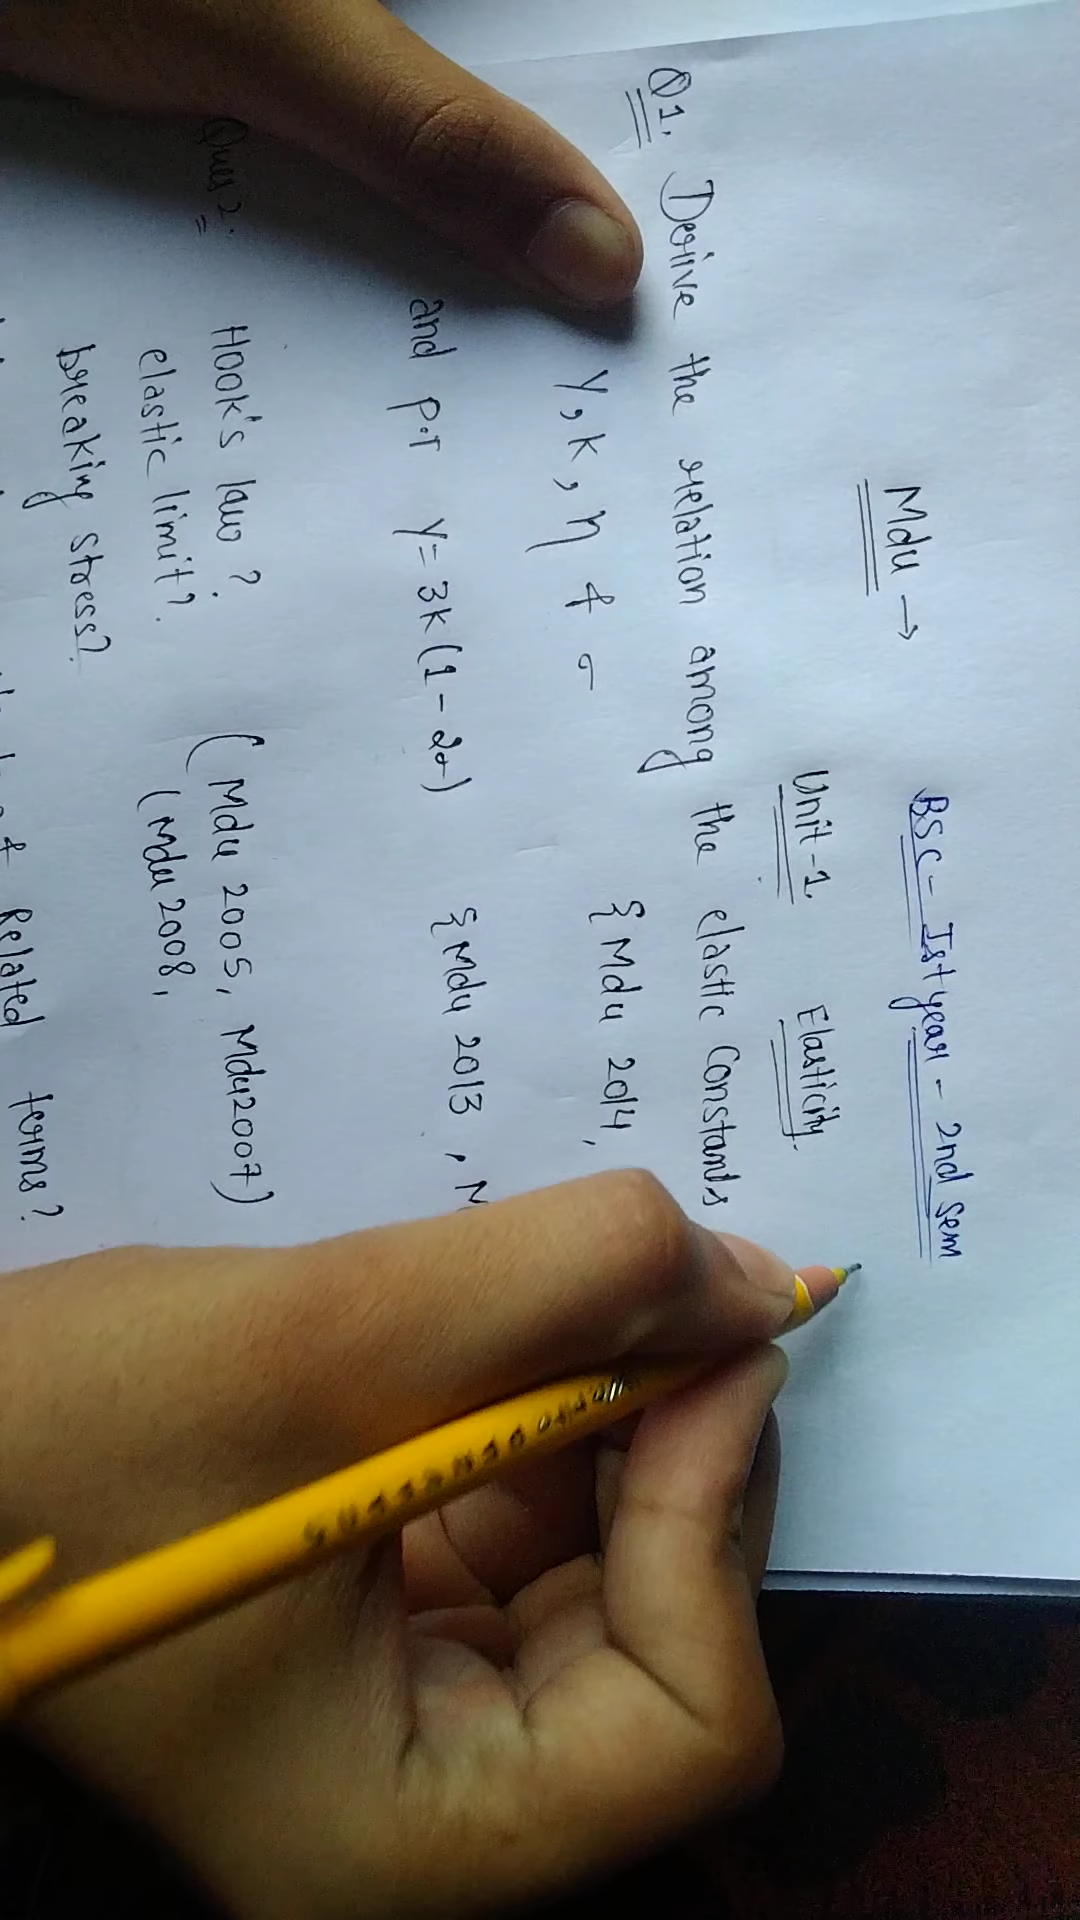 BSC - Ist year - 2nd Sem
Mdu →
Unit-1. Elasticity.
Q1. Derive the relation among the elastic Constands
Y, K, η & σ {Mdu 2014,
and P.T Y = 3K (1 - 2σ) {Mdu 2013,
Ques 2. Hook's law? (Mdu 2005, Mdu2007)
elastic limit? (Mdu 2008,
breaking stress?
Related terms?